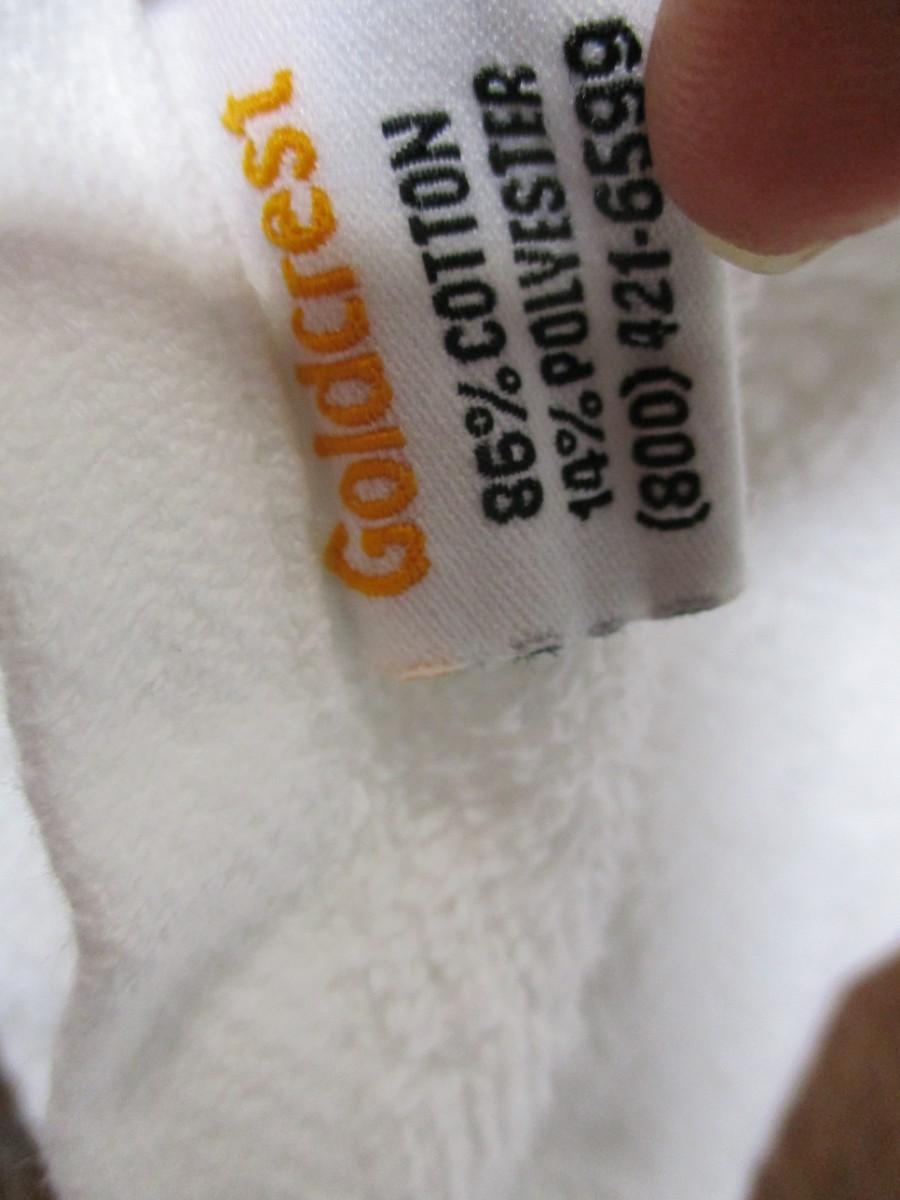 Goldcrest
86% COTTON
14% POLYESTER
(800) 421-6599